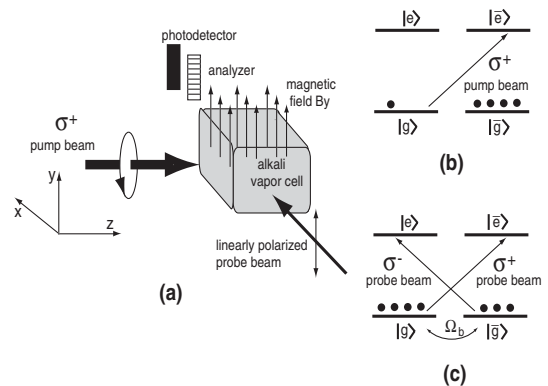 photodetector
analyzer
magnetic
field By
σ+
pump beam
alkali
vapor cell
y
x
z
linearly polarized
probe beam
(a)
|e> |e̅>
σ+
pump beam
|g> |g̅>
(b)
|e> |e̅>
σ- σ+
probe beam probe beam
|g> Ωb |g̅>
(c)